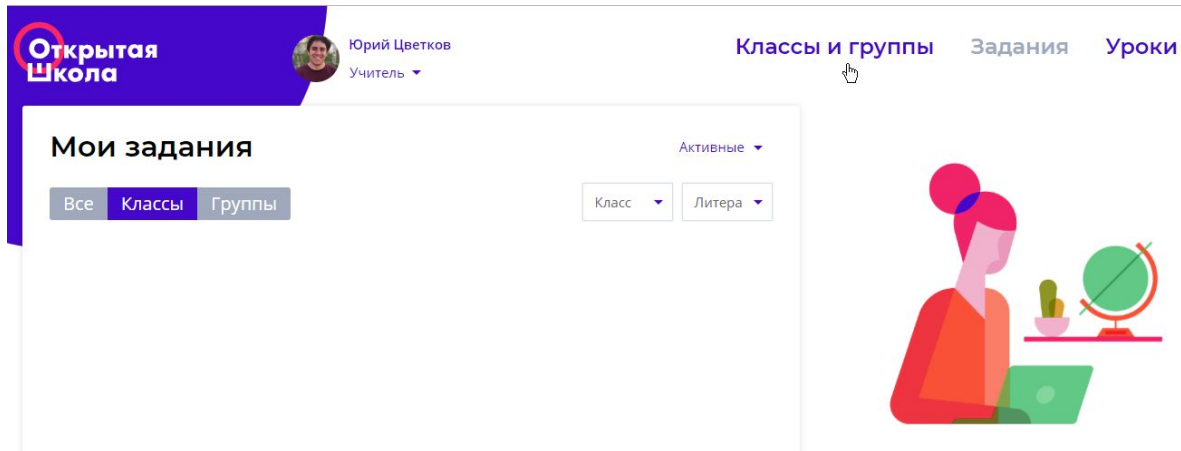 Открытая
Школа
Юрий Цветков
Учитель
Классы и группы
Задания
Уроки
Мои задания
Активные
Все
Классы
Группы
Класс
Литера